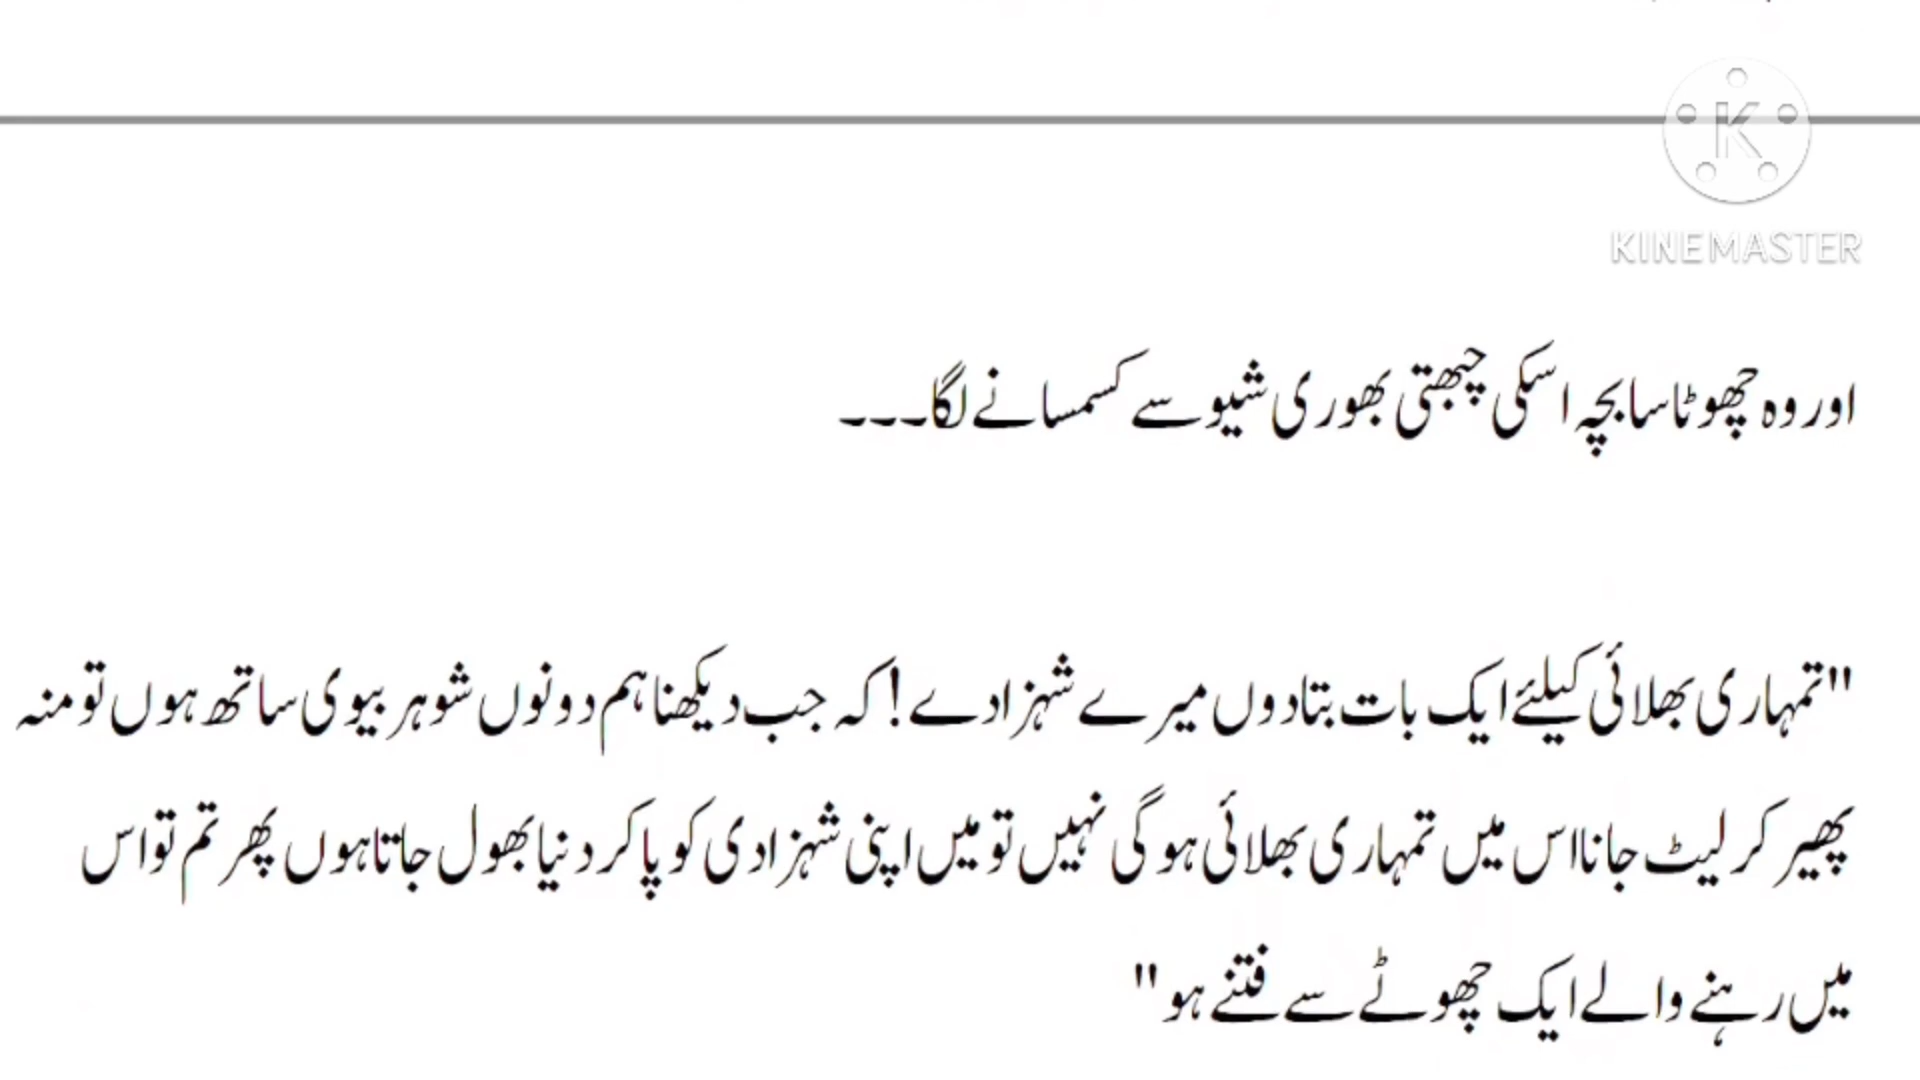 KINEMASTER
اور وہ چھوٹا سا بچہ اسکی چبھتی بھوری شیو سے کسمسانے لگا۔۔۔
"تمہاری بھلائی کیلئے ایک بات بتا دوں میرے شہزادے! کہ جب دیکھنا ہم دونوں شوہر بیوی ساتھ ہوں تو منہ
پھیر کر لیٹ جانا اس میں تمہاری بھلائی ہو گی نہیں تو میں اپنی شہزادی کو پا کر دنیا بھول جاتا ہوں پھر تم تو اس
میں رہنے والے ایک چھوٹے سے فتنے ہو"